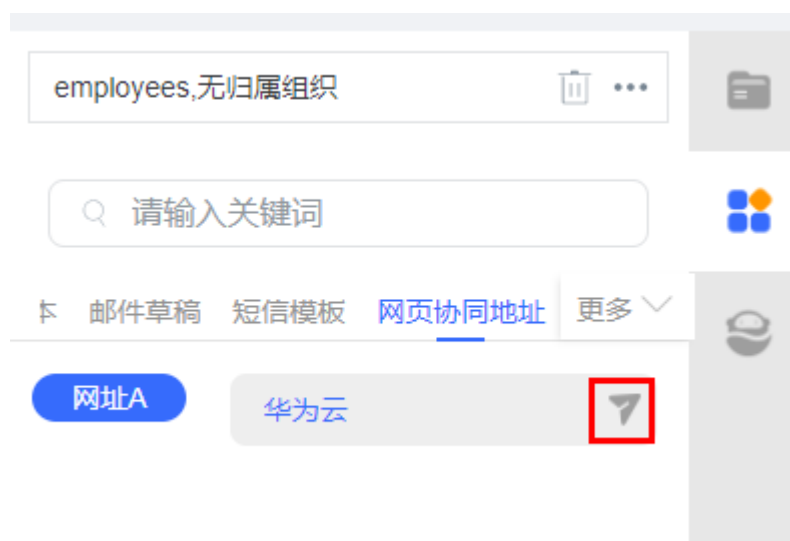 employees,无归属组织
请输入关键词
本 邮件草稿 短信模板 网页协同地址 更多
网址A 华为云